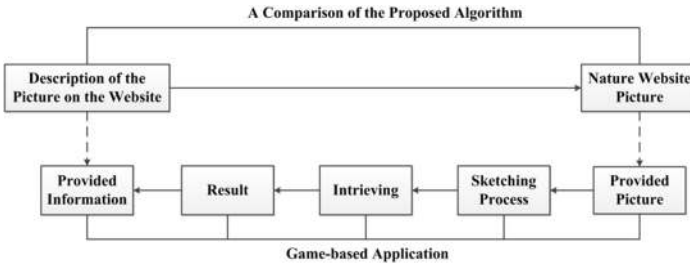 A Comparison of the Proposed Algorithm
Description of the
Picture on the Website
Nature Website
Picture
Provided
Information
Result
Intrieving
Sketching
Process
Provided
Picture
Game-based Application